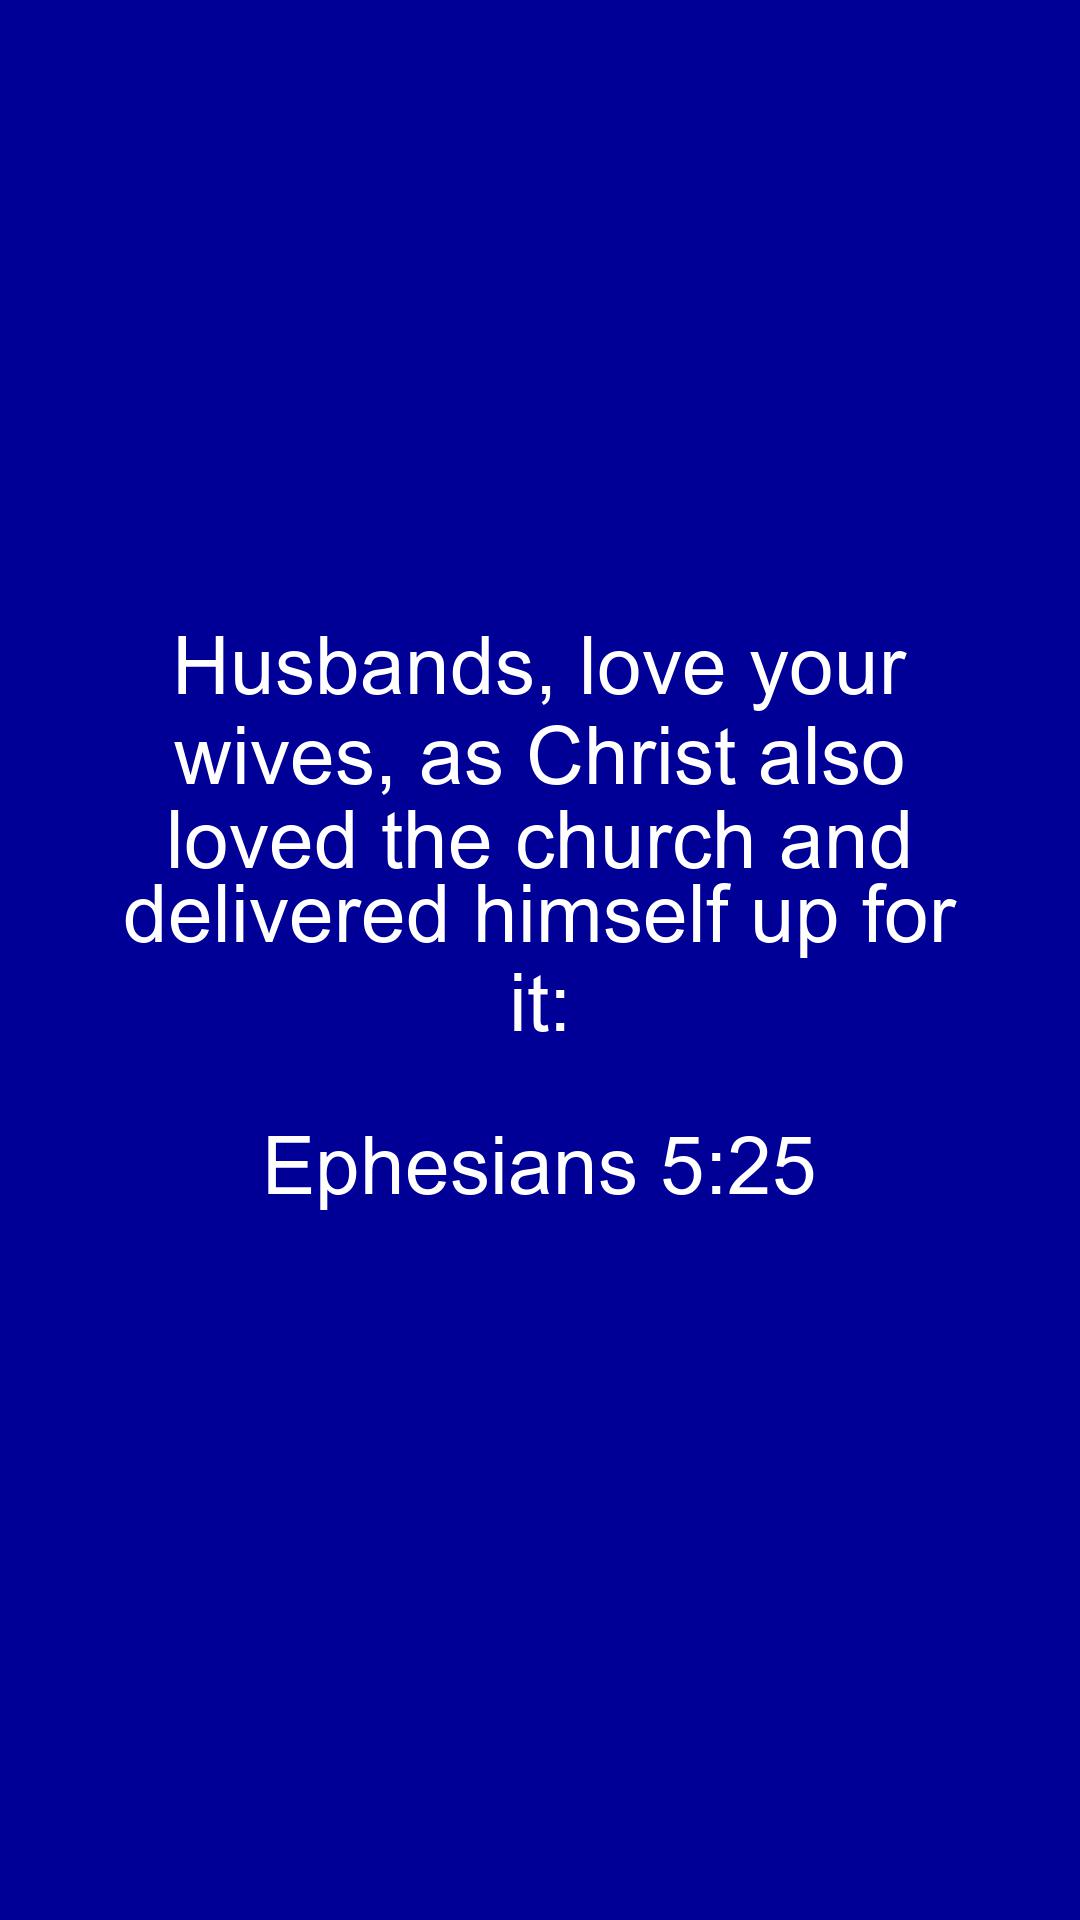 Husbands, love your
wives, as Christ also
loved the church and
delivered himself up for
it:
Ephesians 5:25